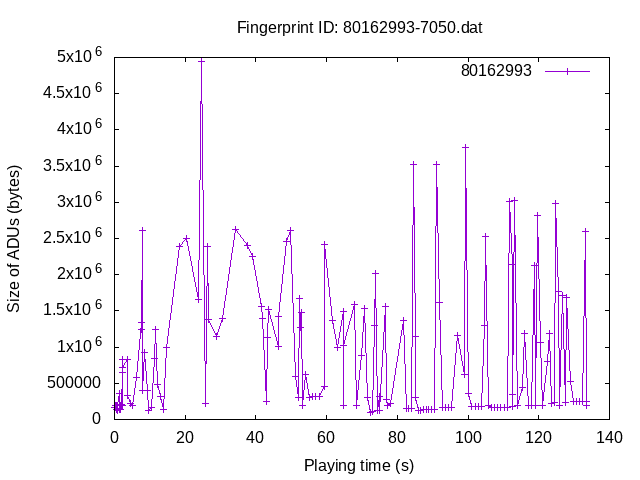 Fingerprint ID: 80162993-7050.dat
80162993
Size of ADUs (bytes)
5x10^6
4.5x10^6
4x10^6
3.5x10^6
3x10^6
2.5x10^6
2x10^6
1.5x10^6
1x10^6
500000
0
0 20 40 60 80 100 120 140
Playing time (s)